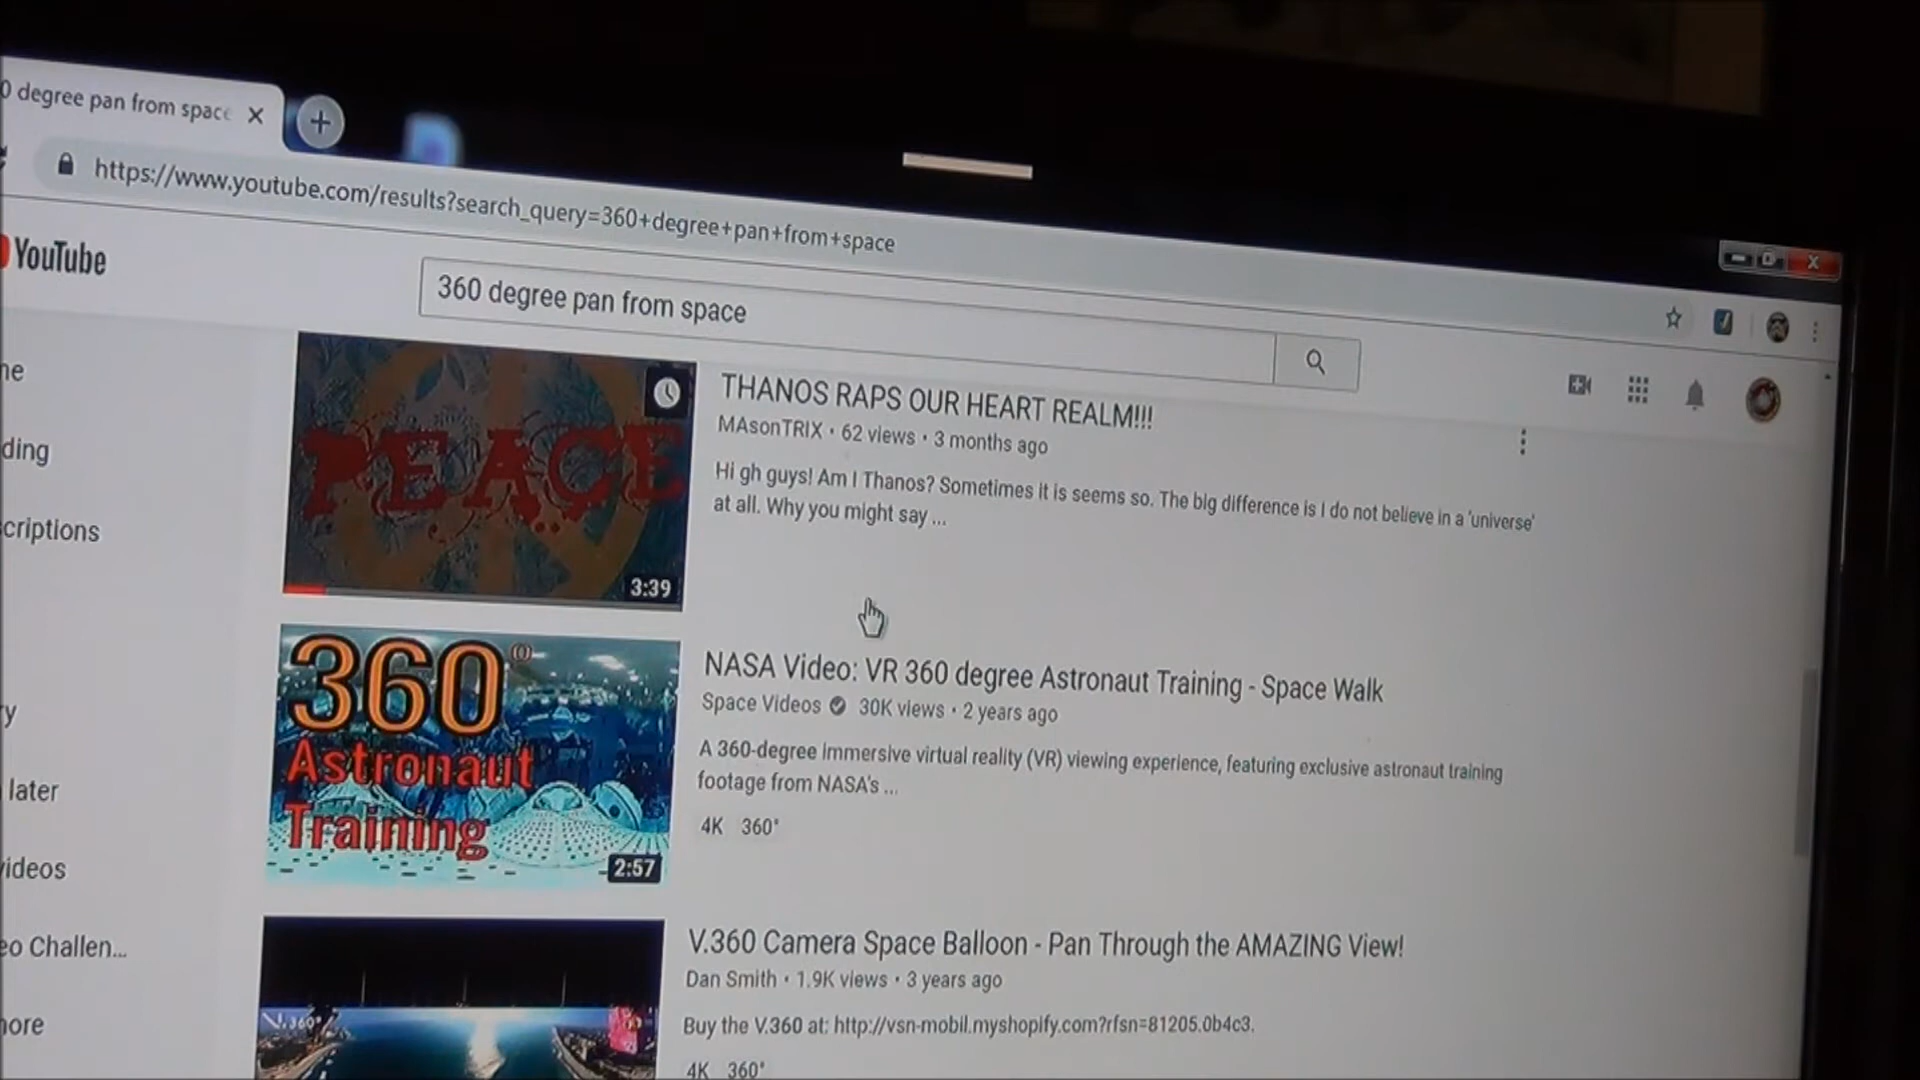 0 degree pan from space
https://www.youtube.com/results?search_query=360+degree+pan+from+space
YouTube
360 degree pan from space
THANOS RAPS OUR HEART REALM!!!
MAsonTRIX • 62 views • 3 months ago
Hi gh guys! Am I Thanos? Sometimes it is seems so. The big difference is I do not believe in a 'universe'
at all. Why you might say ...
PEACE
3:39
ne
ding
criptions
y
later
videos
eo Challen...
nore
360°
Astronaut
Training
2:57
NASA Video: VR 360 degree Astronaut Training - Space Walk
Space Videos 30K views • 2 years ago
A 360-degree immersive virtual reality (VR) viewing experience, featuring exclusive astronaut training
footage from NASA's ...
4K 360°
V.360°
V.360 Camera Space Balloon - Pan Through the AMAZING View!
Dan Smith • 1.9K views • 3 years ago
Buy the V.360 at: http://vsn-mobil.myshopify.com?rfsn=81205.0b4c3.
4K 360°